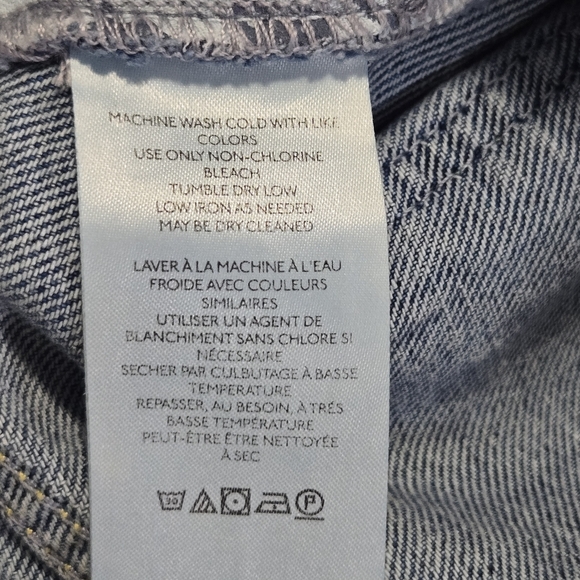 MACHINE WASH COLD WITH LIKE
COLORS
USE ONLY NON-CHLORINE
BLEACH
TUMBLE DRY LOW
LOW IRON AS NEEDED
MAY BE DRY CLEANED
LAVER À LA MACHINE À L'EAU
FROIDE AVEC COULEURS
SIMILAIRES
UTILISER UN AGENT DE
BLANCHIMENT SANS CHLORE SI
NÉCESSAIRE
SECHER PAR CULBUTAGE À BASSE
TEMPERATURE
REPASSER, AU BESOIN, À TRÈS
BASSE TEMPÉRATURE
PEUT-ÊTRE ÊTRE NETTOYÉE
À SEC
30 P